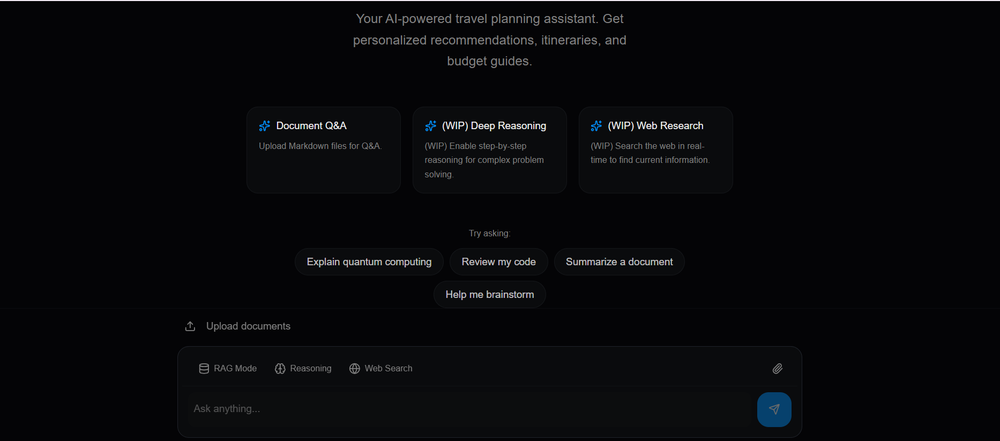 Your AI-powered travel planning assistant. Get
personalized recommendations, itineraries, and
budget guides.
Document Q&A
Upload Markdown files for Q&A.
(WIP) Deep Reasoning
(WIP) Enable step-by-step
reasoning for complex problem
solving.
(WIP) Web Research
(WIP) Search the web in real-
time to find current information.
Try asking:
Explain quantum computing
Review my code
Summarize a document
Help me brainstorm
Upload documents
RAG Mode
Reasoning
Web Search
Ask anything...